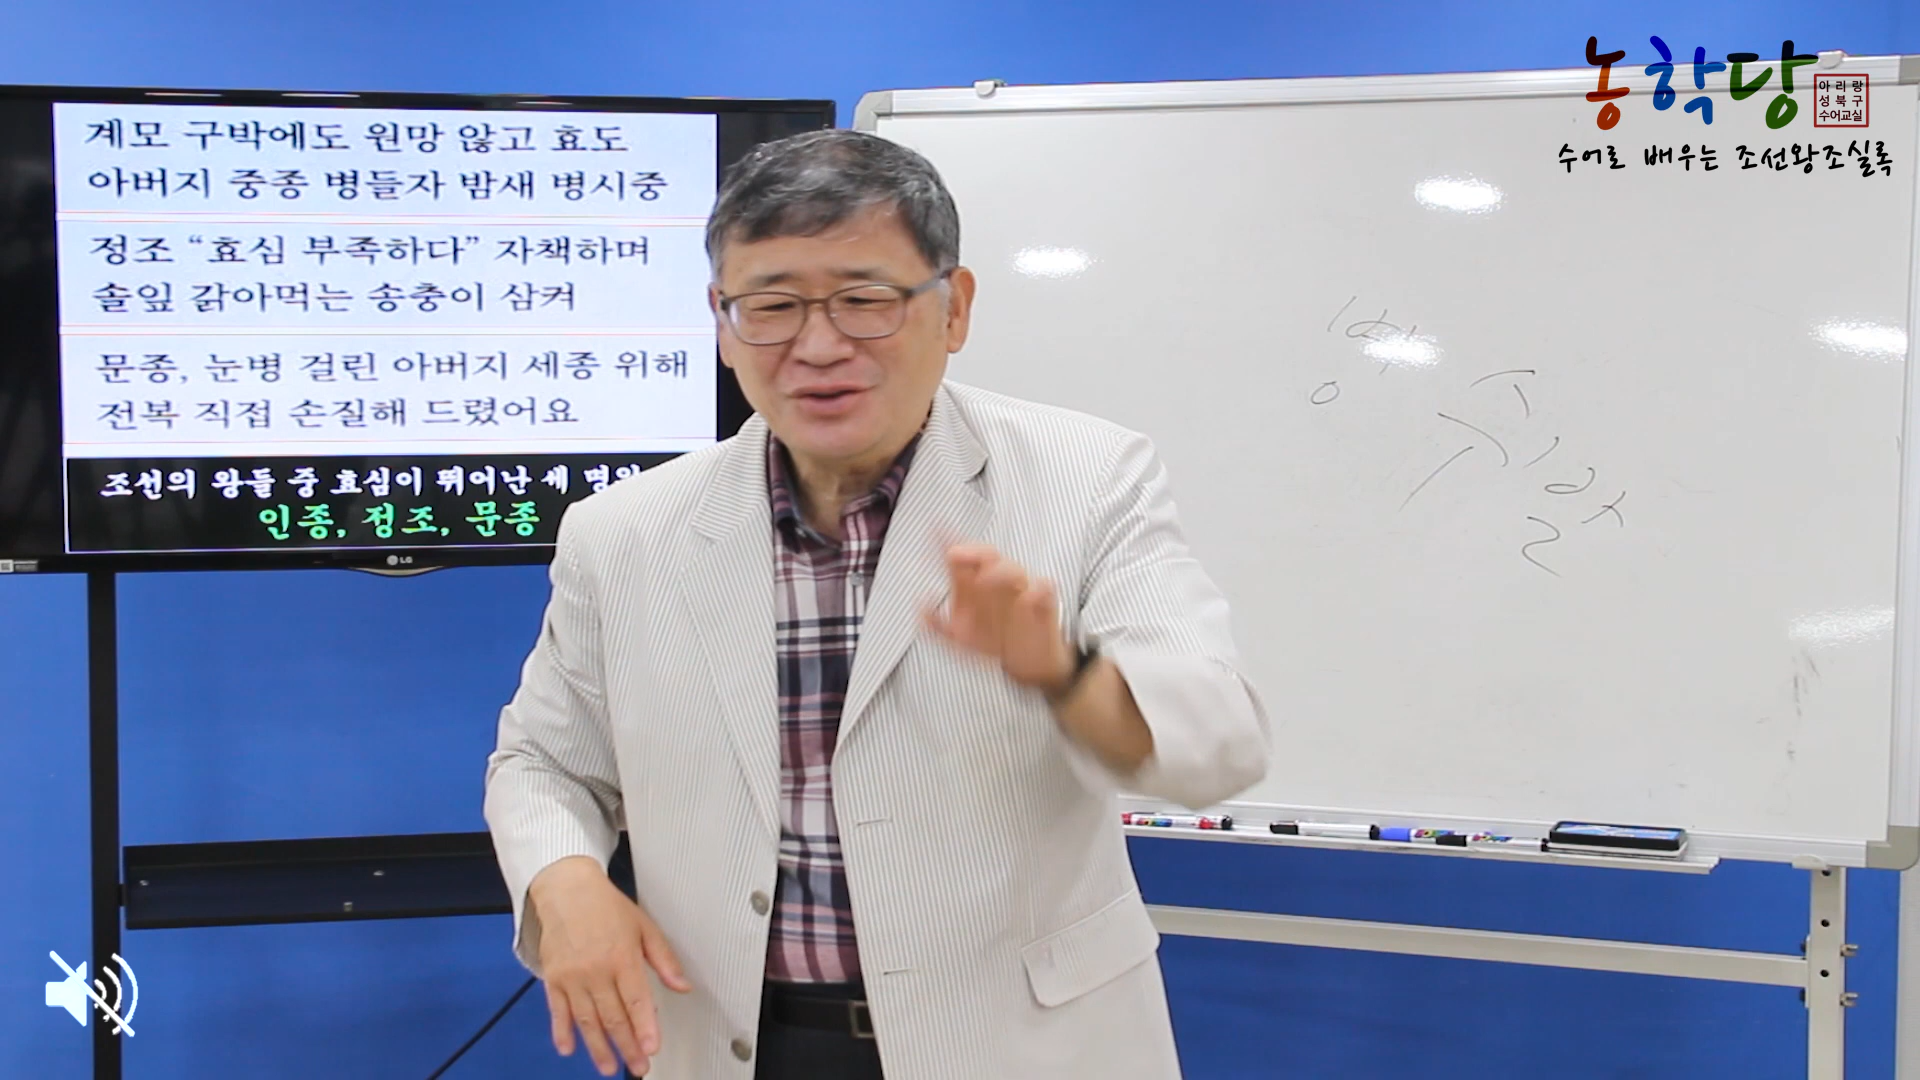 계모 구박에도 원망 않고 효도
아버지 중종 병들자 밤새 병시중
정조 “효심 부족하다” 자책하며
솔잎 갉아먹는 송충이 삼켜
문종, 눈병 걸린 아버지 세종 위해
전복 직접 손질해 드렸어요
조선의 왕들 중 효심이 뛰어난 세
인종, 정조, 문종
LG
농학당
아리랑
성북구
수어교실
수어로 배우는 조선왕조실록